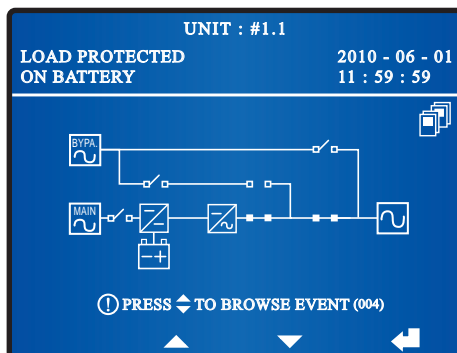 UNIT : #1.1
LOAD PROTECTED
2010 - 06 - 01
ON BATTERY
11 : 59 : 59
BYPA.
MAIN
PRESS TO BROWSE EVENT (004)